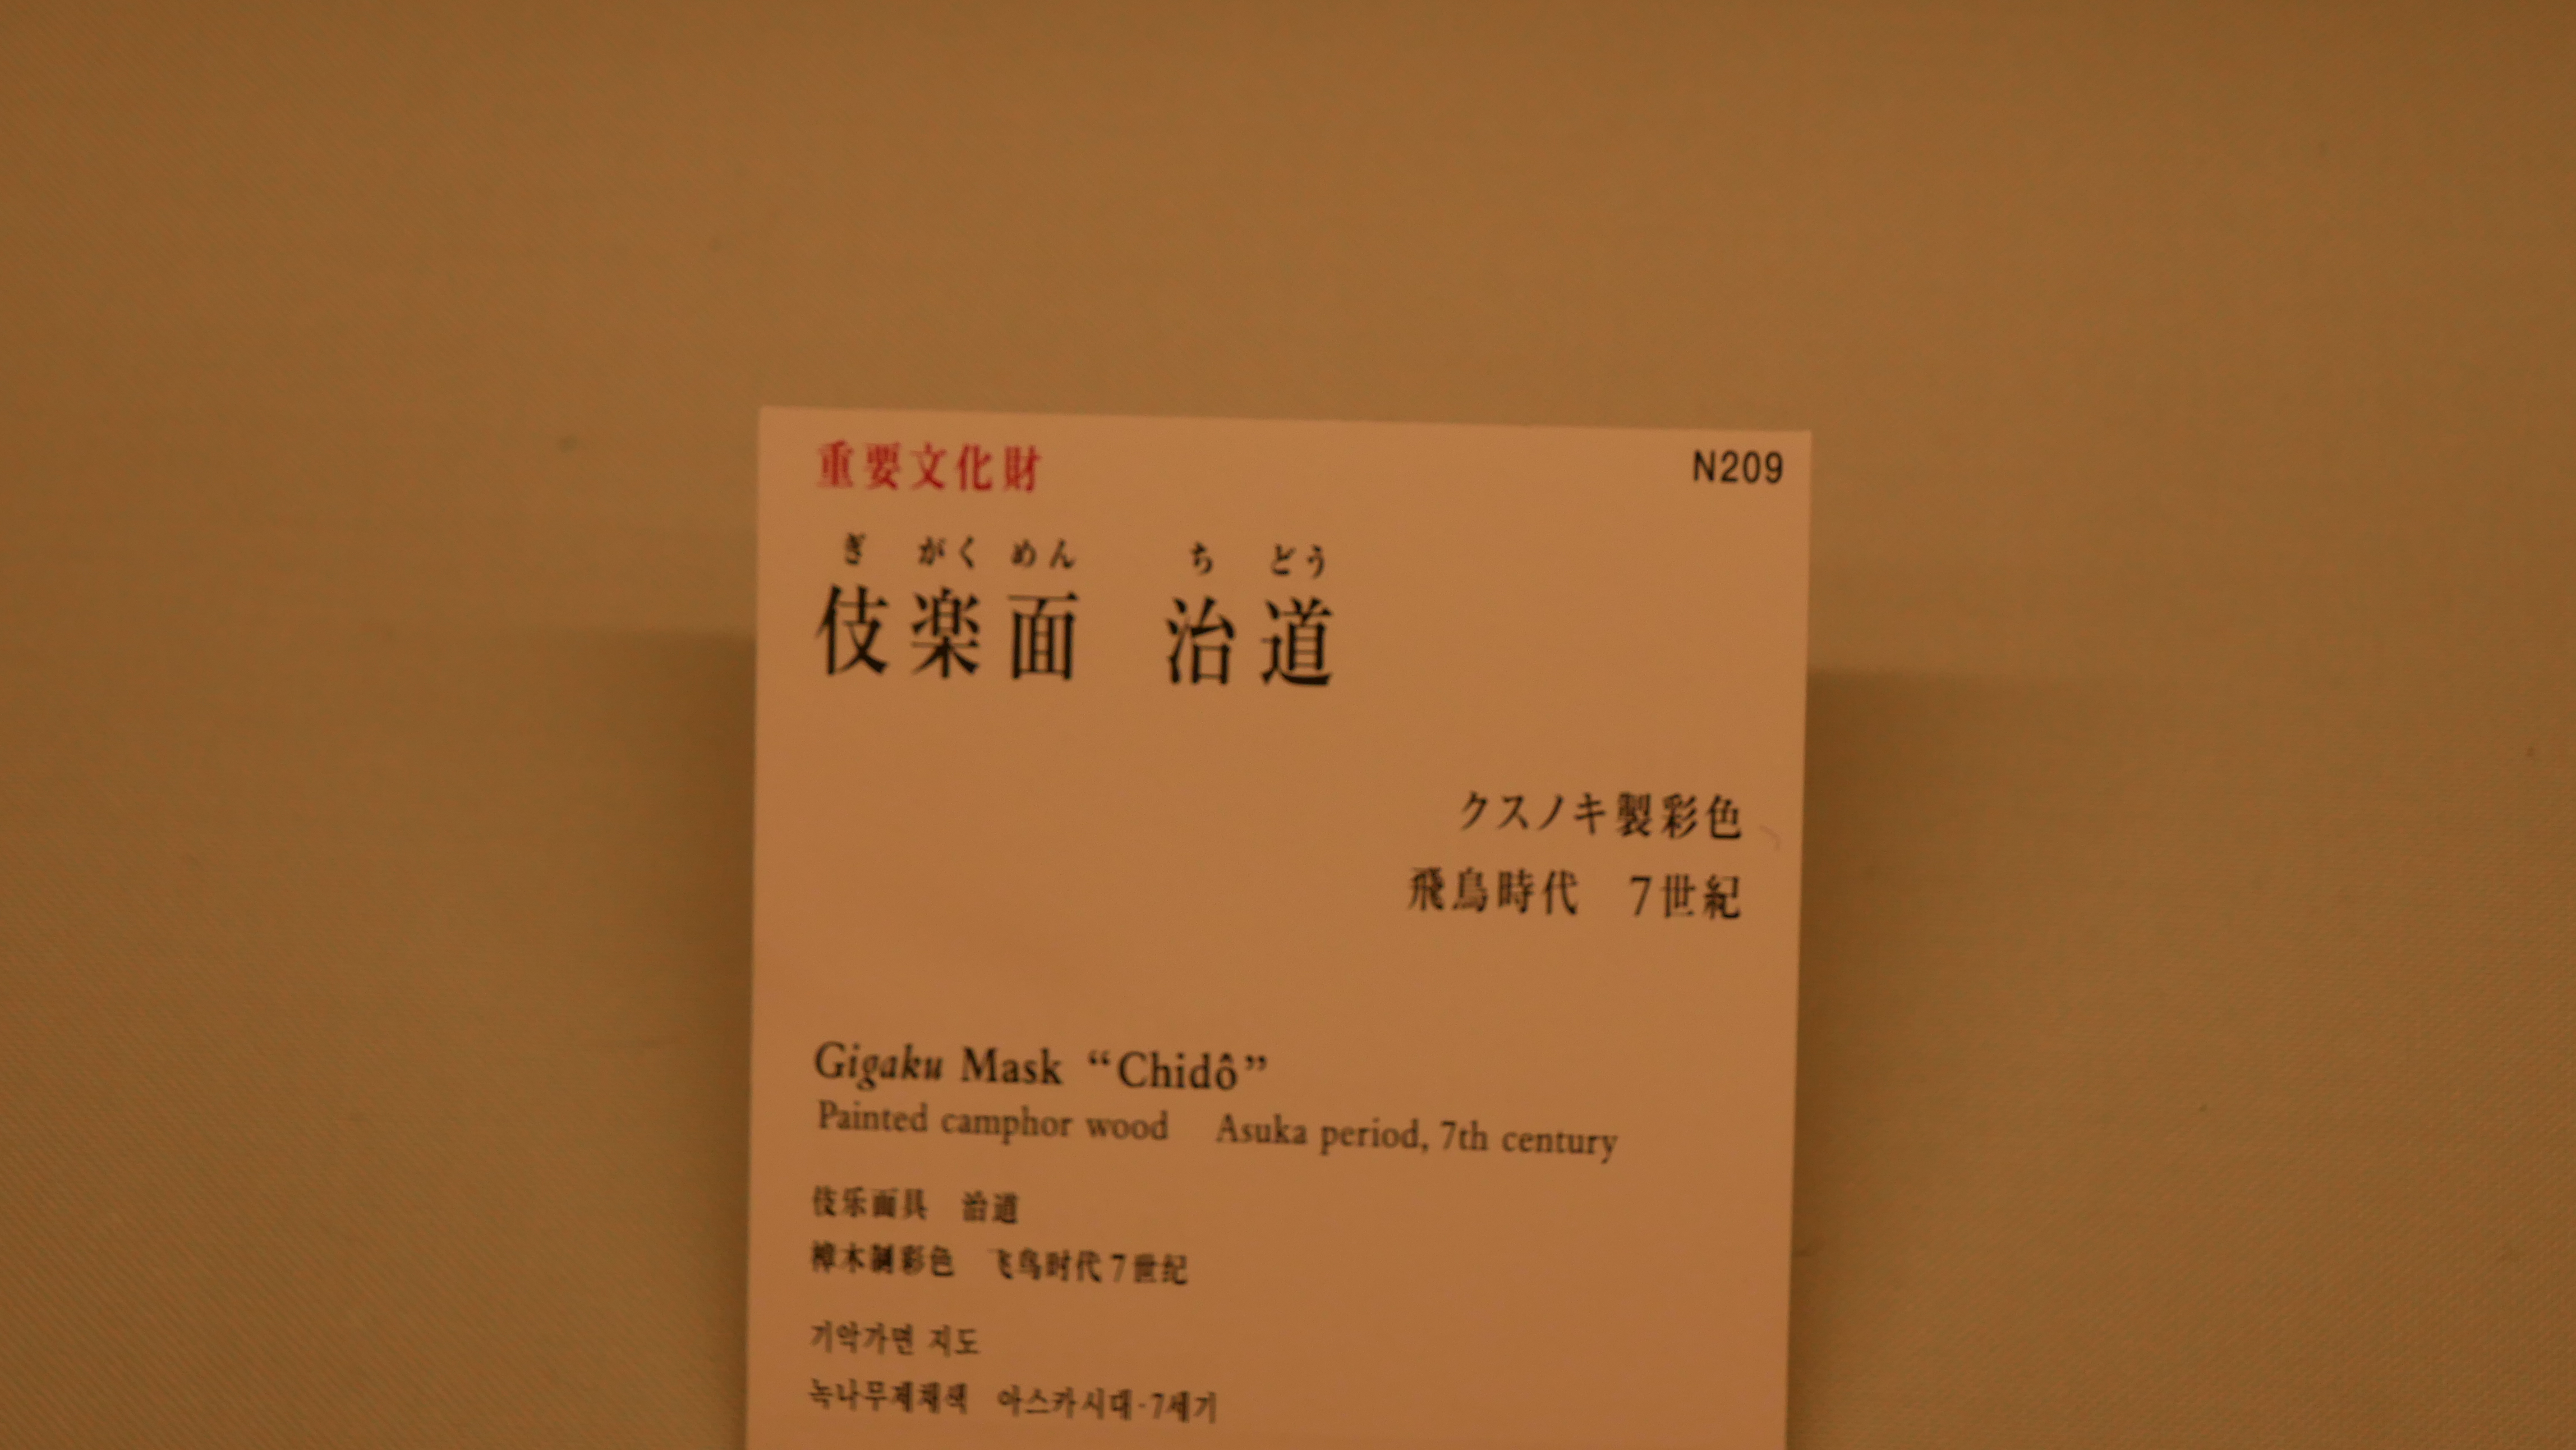 重要文化財 N209
ぎ がく めん ち どう
伎楽面 治道
クスノキ製彩色
飛鳥時代 7世紀
Gigaku Mask “Chidô”
Painted camphor wood Asuka period, 7th century
伎乐面具 治道
樟木制彩色 飞鸟时代 7世纪
기악가면 지도
녹나무제채색 아스카시대·7세기